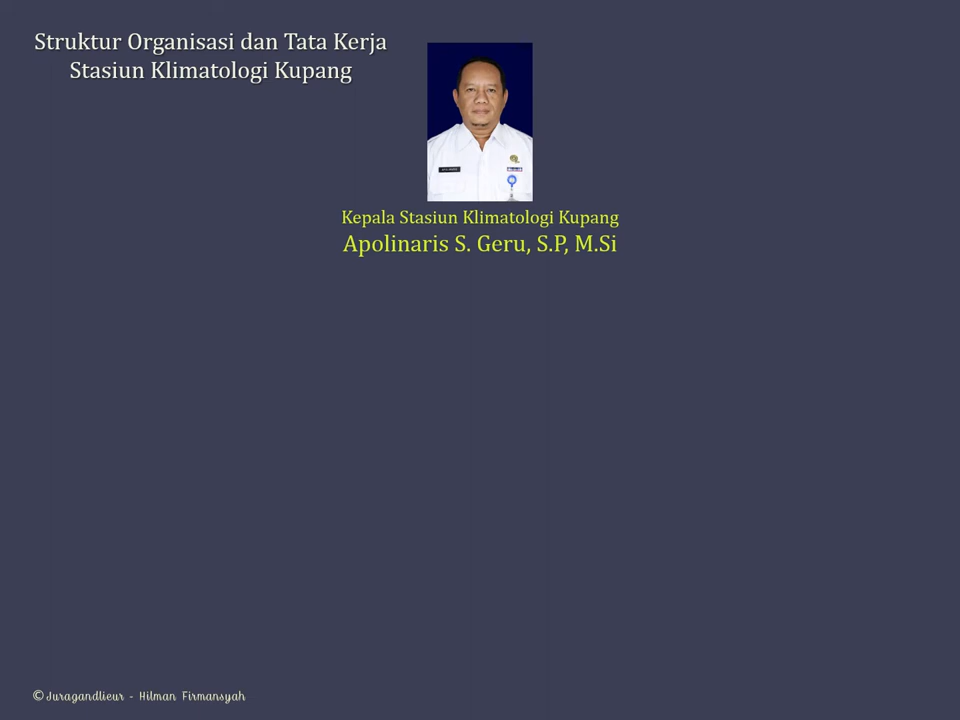 Struktur Organisasi dan Tata Kerja
Stasiun Klimatologi Kupang
Kepala Stasiun Klimatologi Kupang
Apolinaris S. Geru, S.P, M.Si
© Juragandlieur - Hilman Firmansyah